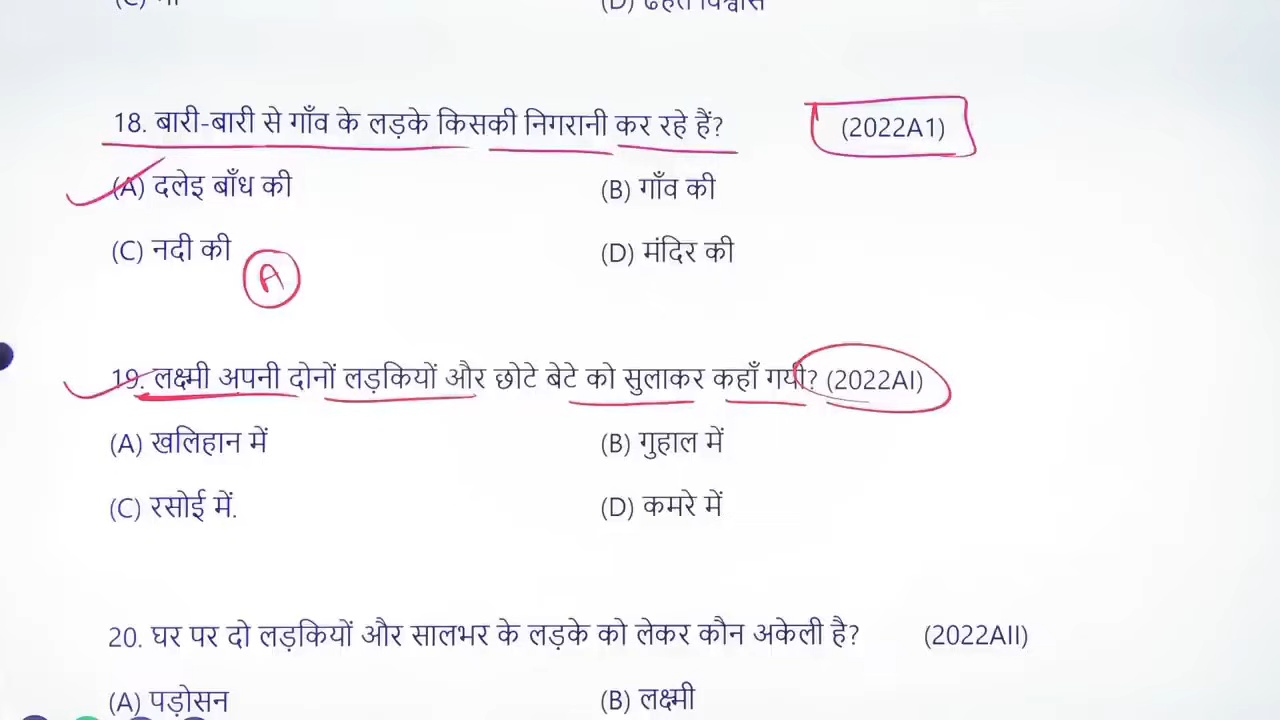 18. बारी-बारी से गाँव के लड़के किसकी निगरानी कर रहे हैं? (2022A1)
(A) दलेइ बाँध की (B) गाँव की
(C) नदी की (D) मंदिर की
A
19. लक्ष्मी अपनी दोनों लड़कियों और छोटे बेटे को सुलाकर कहाँ गयी? (2022AI)
(A) खलिहान में (B) गुहाल में
(C) रसोई में. (D) कमरे में
20. घर पर दो लड़कियों और सालभर के लड़के को लेकर कौन अकेली है? (2022AII)
(A) पड़ोसन (B) लक्ष्मी